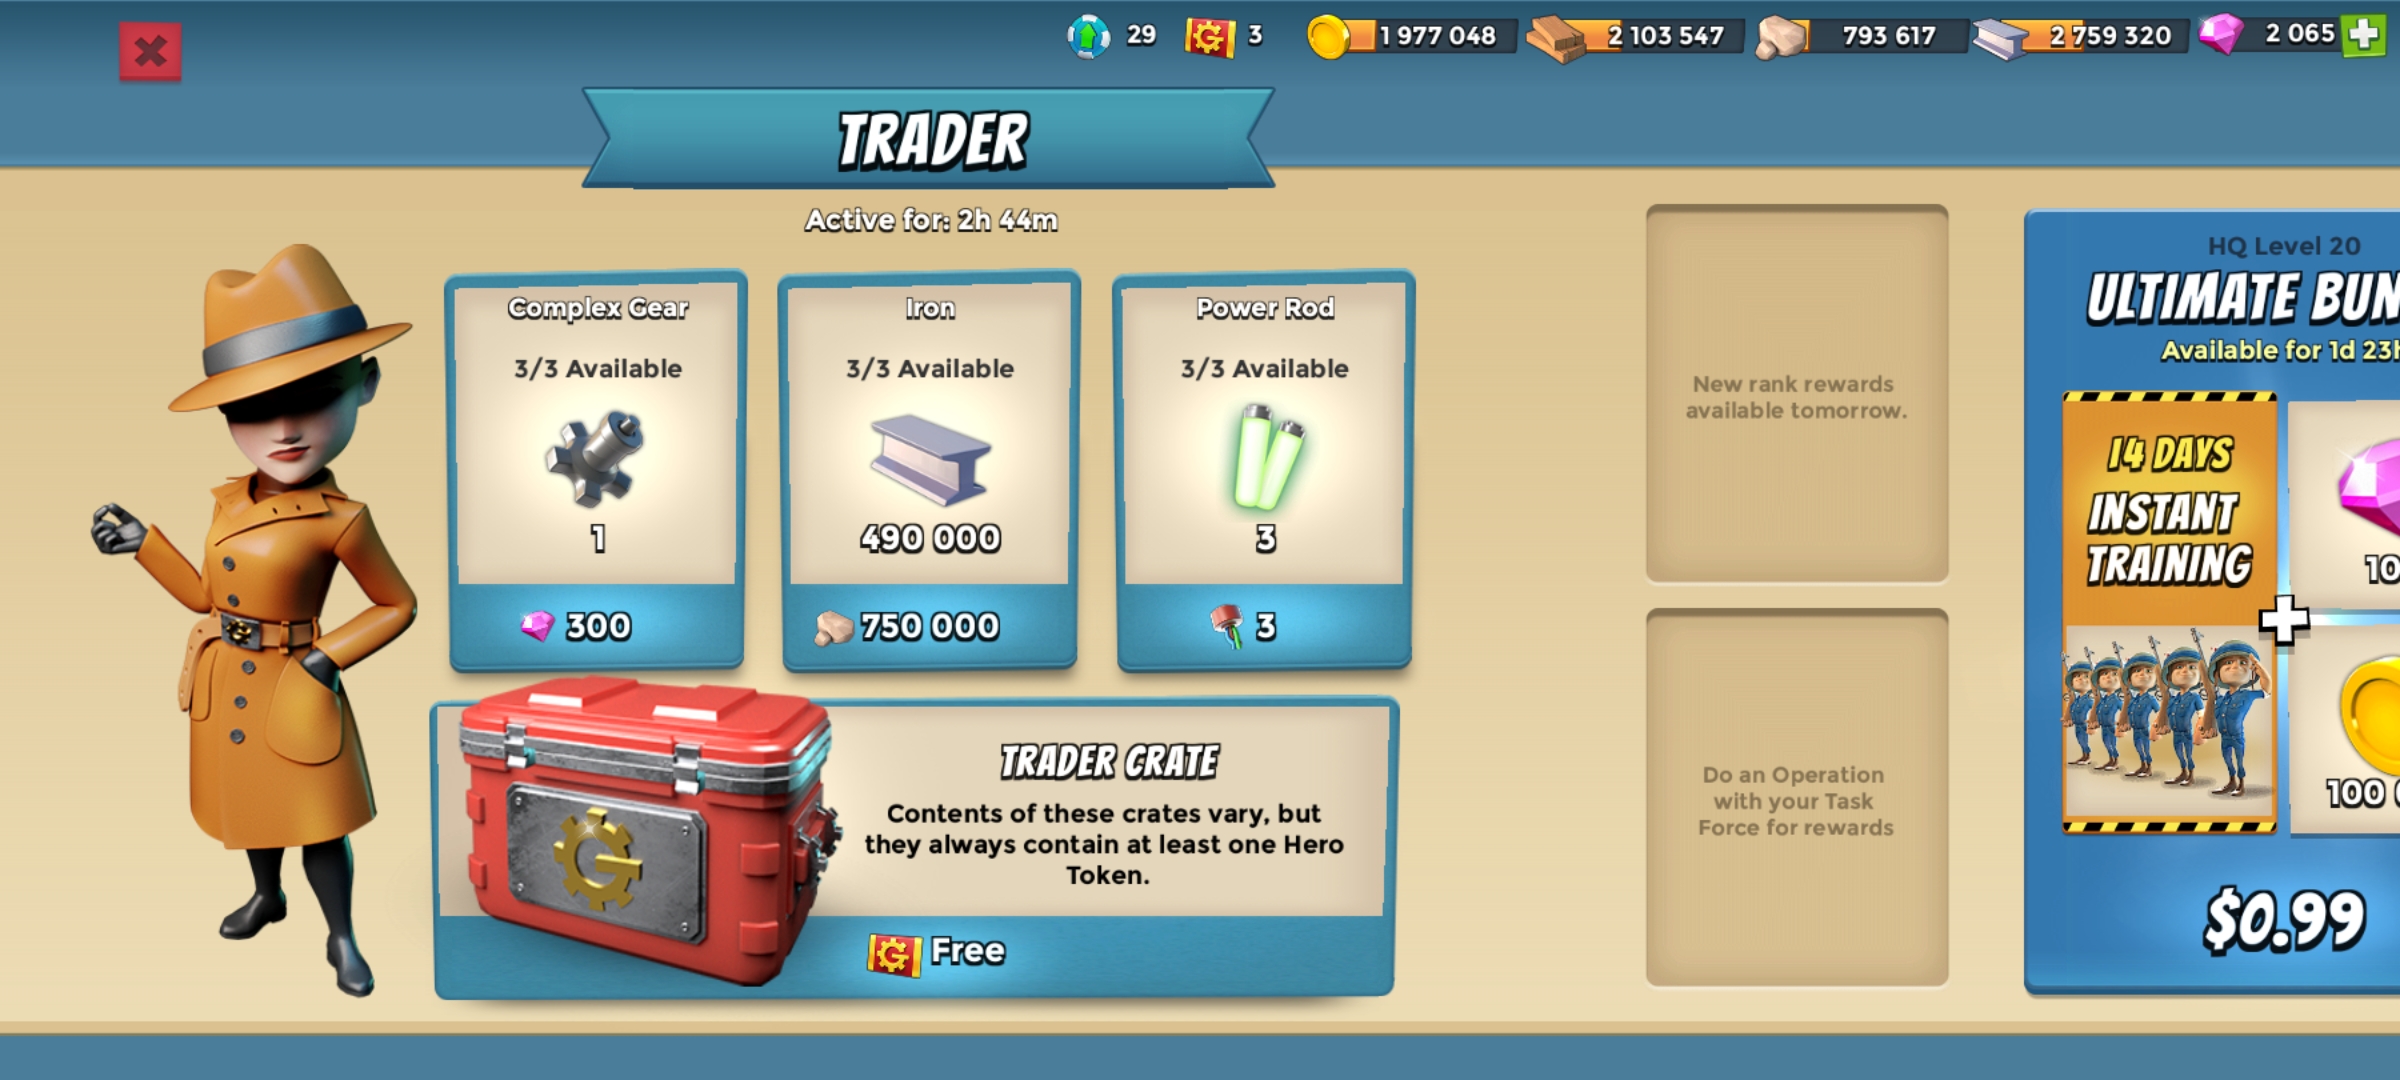 29
3
1 977 048
2 103 547
793 617
2 759 320
2 065
TRADER
Active for: 2h 44m
Complex Gear
3/3 Available
1
300
Iron
3/3 Available
490 000
750 000
Power Rod
3/3 Available
3
3
TRADER CRATE
Contents of these crates vary, but
they always contain at least one Hero
Token.
Free
New rank rewards
available tomorrow.
Do an Operation
with your Task
Force for rewards
HQ Level 20
ULTIMATE
Available for 1d
14 DAYS
INSTANT
TRAINING
$0.99